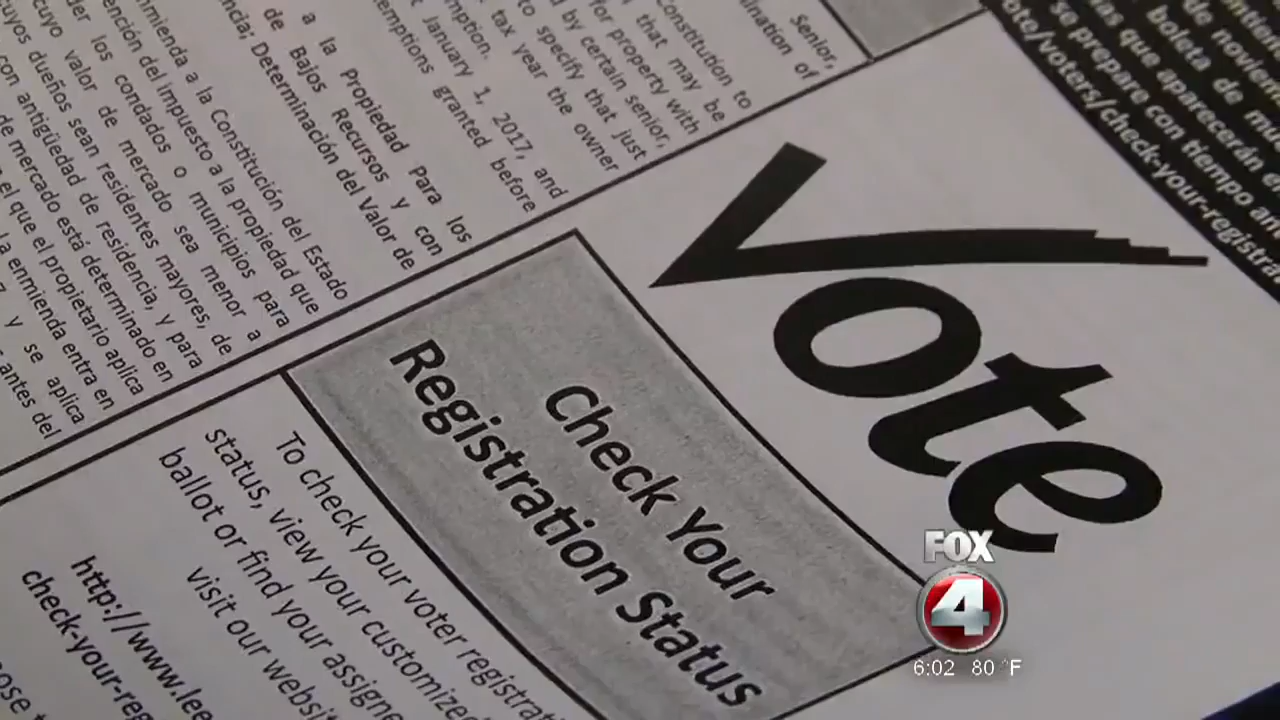 Senior,
ination of
Constitution to
that may be
for property with
by certain senior,
to specify that just
tax year the owner
mption.
January 1, 2017, and
emptions granted before
a la Propiedad Para los
de Bajos Recursos y con
encia; Determinación del Valor de
nmienda a la Constitución del Estado
ención del impuesto a la propiedad que
los condados o municipios para
cuyo valor de mercado sea menor a
uyos dueños sean residentes mayores, de
con antigüedad de residencia, y para
de mercado está determinado en
el que el propietario aplica
la enmienda entra en
y se aplica
antes del
de noviem
boleta de mu
as que aparecerán e
se prepare con tiempo an
ote/voters/check-your-registra
Vote
Check Your
Registration Status
To check your voter registrati
status, view your customized
ballot or find your assigne
visit our websit
http://www.lee
check-your-reg
FOX
4
6:02 80 °F